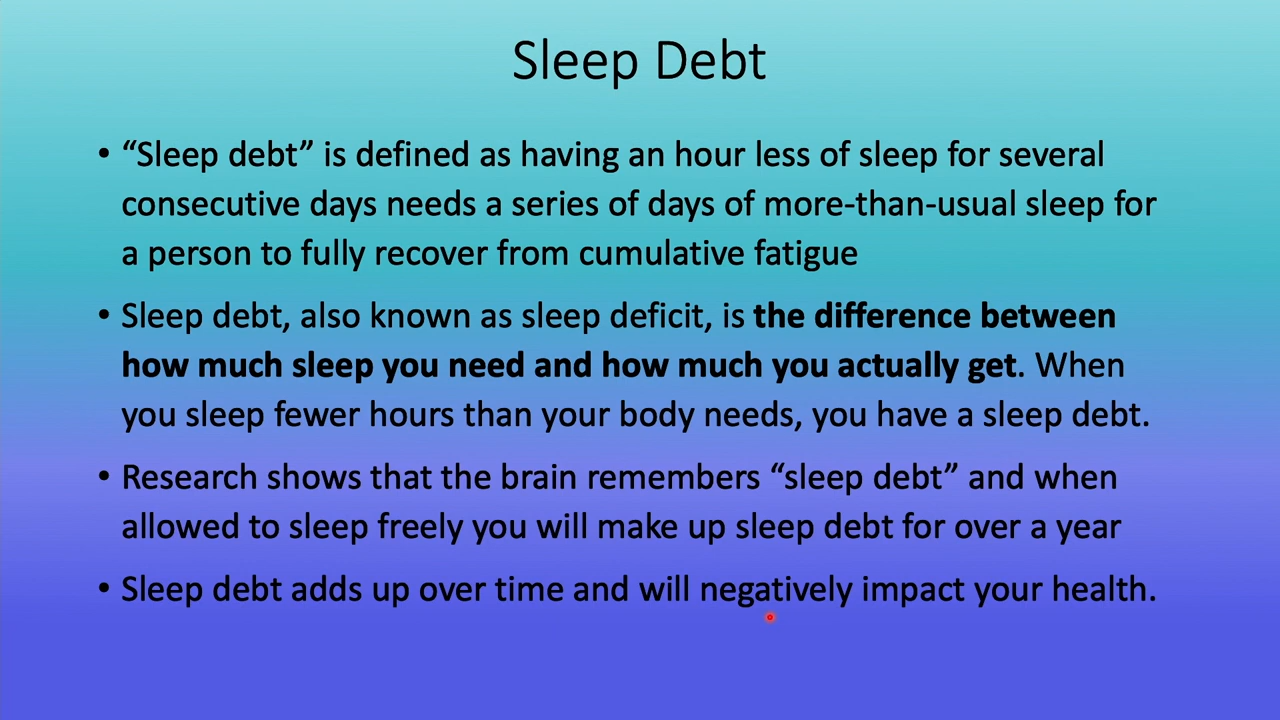 Sleep Debt
• “Sleep debt” is defined as having an hour less of sleep for several
consecutive days needs a series of days of more-than-usual sleep for
a person to fully recover from cumulative fatigue
• Sleep debt, also known as sleep deficit, is the difference between
how much sleep you need and how much you actually get. When
you sleep fewer hours than your body needs, you have a sleep debt.
• Research shows that the brain remembers “sleep debt” and when
allowed to sleep freely you will make up sleep debt for over a year
• Sleep debt adds up over time and will negatively impact your health.